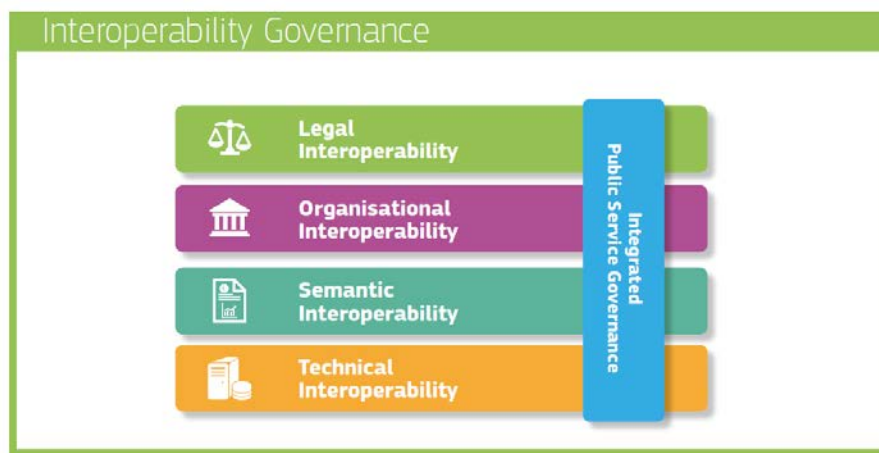 Interoperability Governance
Legal
Interoperability
Organisational
Interoperability
Semantic
Interoperability
Technical
Interoperability
Integrated
Public Service Governance